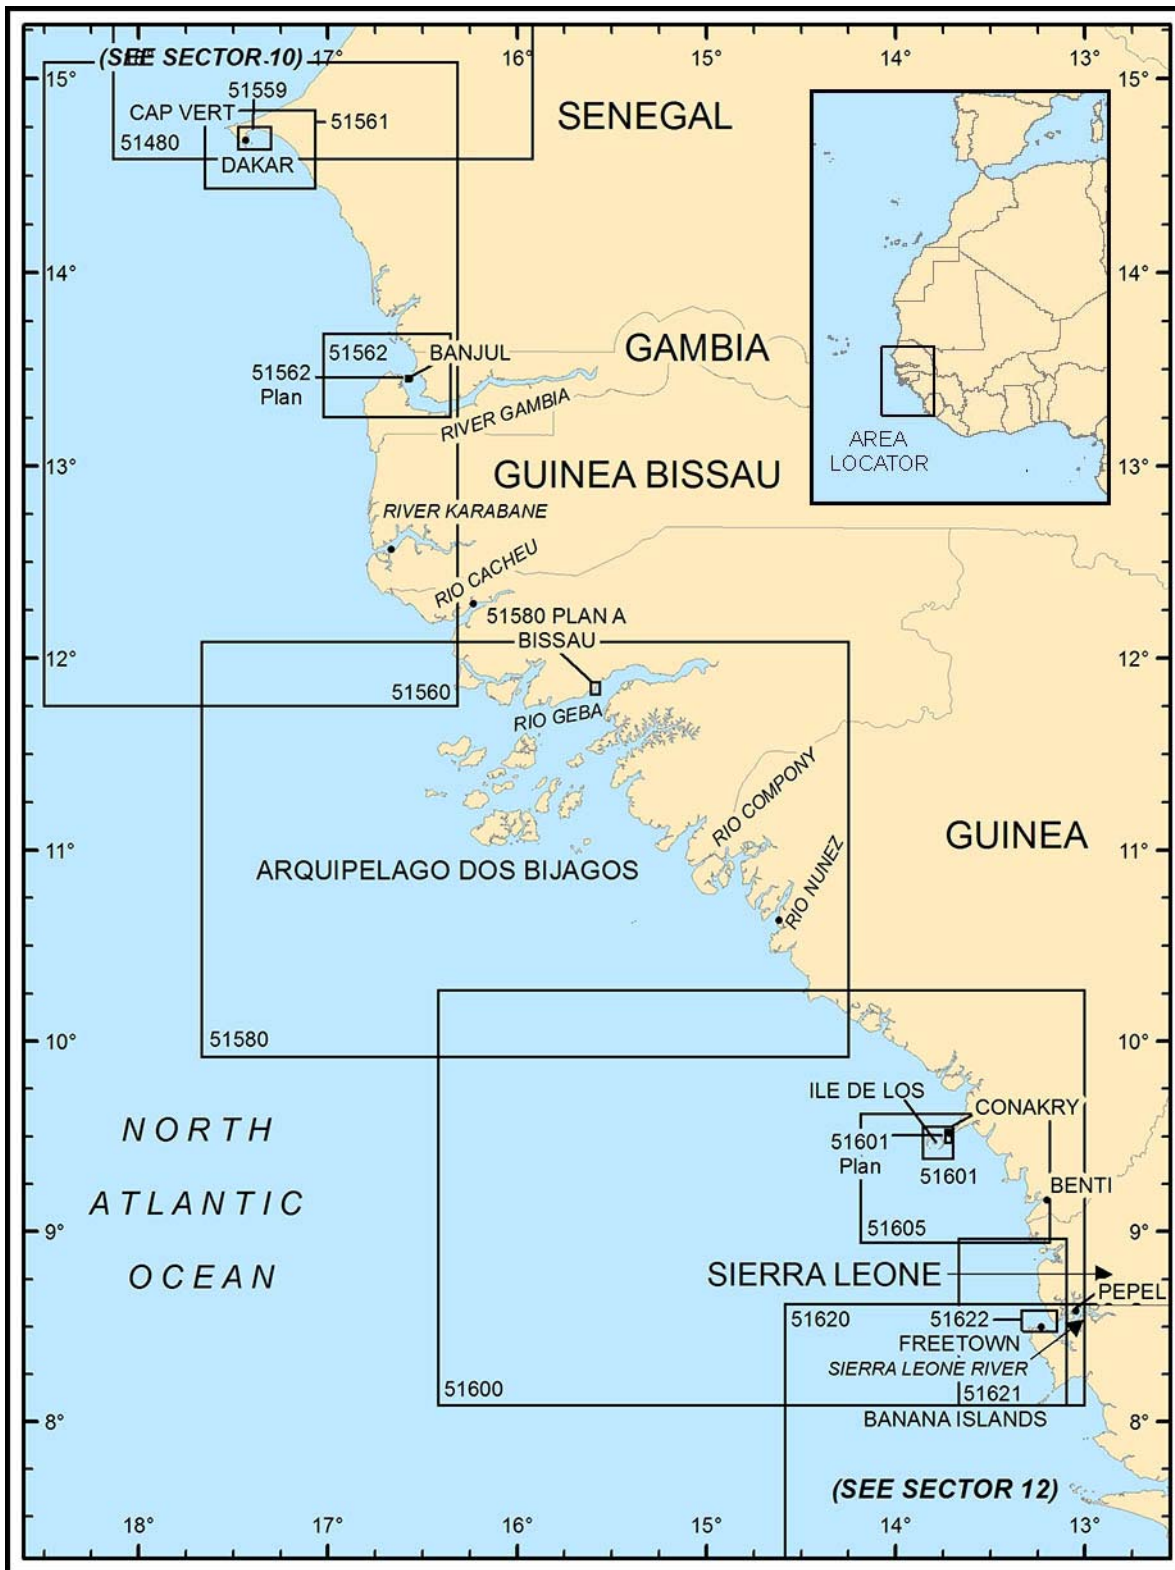 (SEE SECTOR 10)
18°
17°
16°
15°
14°
13°
15°
15°
51559
CAP VERT
51561
51480
DAKAR
SENEGAL
14°
14°
51562
BANJUL
51562
Plan
GAMBIA
RIVER GAMBIA
AREA
LOCATOR
13°
13°
GUINEA BISSAU
RIVER KARABANE
RIO CACHEU
51580 PLAN A
BISSAU
12°
12°
51560
RIO GEBA
RIO COMPONY
RIO NUNEZ
GUINEA
11°
11°
ARQUIPELAGO DOS BIJAGOS
51580
10°
10°
ILE DE LOS
CONAKRY
51601
Plan
51601
BENTI
NORTH
ATLANTIC
OCEAN
9°
9°
51605
SIERRA LEONE
PEPEL
51620
51622
FREETOWN
SIERRA LEONE RIVER
51600
51621
BANANA ISLANDS
8°
8°
(SEE SECTOR 12)
18°
17°
16°
15°
14°
13°